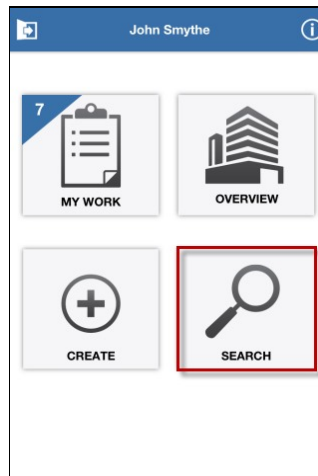 John Smythe
7
MY WORK
OVERVIEW
CREATE
SEARCH